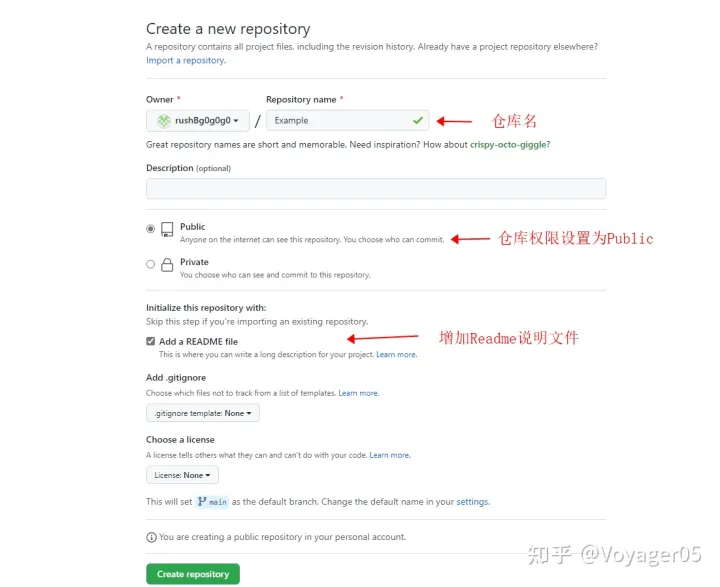 Create a new repository
A repository contains all project files, including the revision history. Already have a project repository elsewhere?
Import a repository.
Owner *
Repository name *
rushBg0g0g0 / Example
仓库名
Great repository names are short and memorable. Need inspiration? How about crispy-octo-giggle?
Description (optional)
Public
Anyone on the internet can see this repository. You choose who can commit.
仓库权限设置为Public
Private
You choose who can see and commit to this repository.
Initialize this repository with:
Skip this step if you're importing an existing repository.
Add a README file
增加Readme说明文件
This is where you can write a long description for your project. Learn more.
Add .gitignore
Choose which files not to track from a list of templates. Learn more.
.gitignore template: None
Choose a license
A license tells others what they can and can't do with your code. Learn more.
License: None
This will set main as the default branch. Change the default name in your settings.
You are creating a public repository in your personal account.
知乎 @Voyager05
Create repository